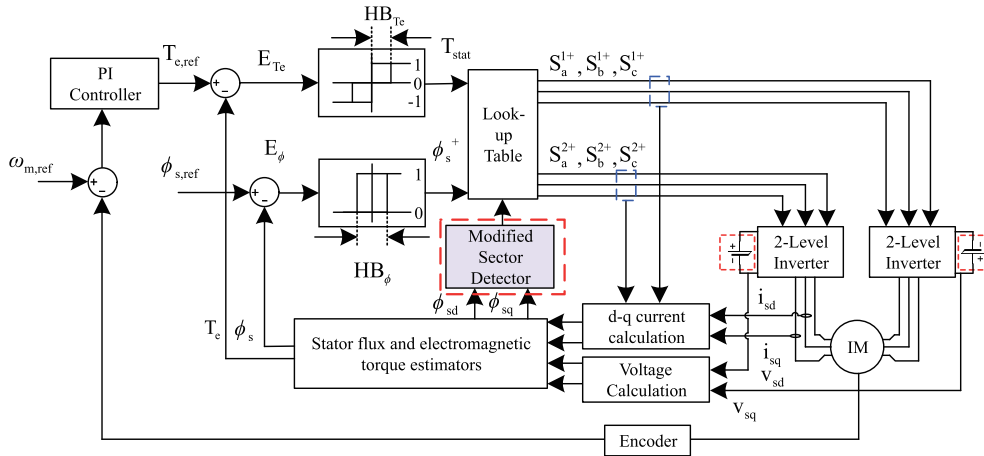 HB_Te
T_e,ref
E_Te
T_stat
S_a^1+, S_b^1+, S_c^1+
PI
Controller
1
0
-1
Look-
up
Table
+
−
ω_m,ref
+
−
ϕ_s,ref
E_ϕ
ϕ_s^+
S_a^2+, S_b^2+, S_c^2+
+
−
1
0
HB_ϕ
Modified
Sector
Detector
+
-
2-Level
Inverter
2-Level
Inverter
-
+
ϕ_sd
ϕ_sq
i_sd
T_e
ϕ_s
Stator flux and electromagnetic
torque estimators
d-q current
calculation
IM
i_sq
Voltage
Calculation
v_sd
v_sq
Encoder